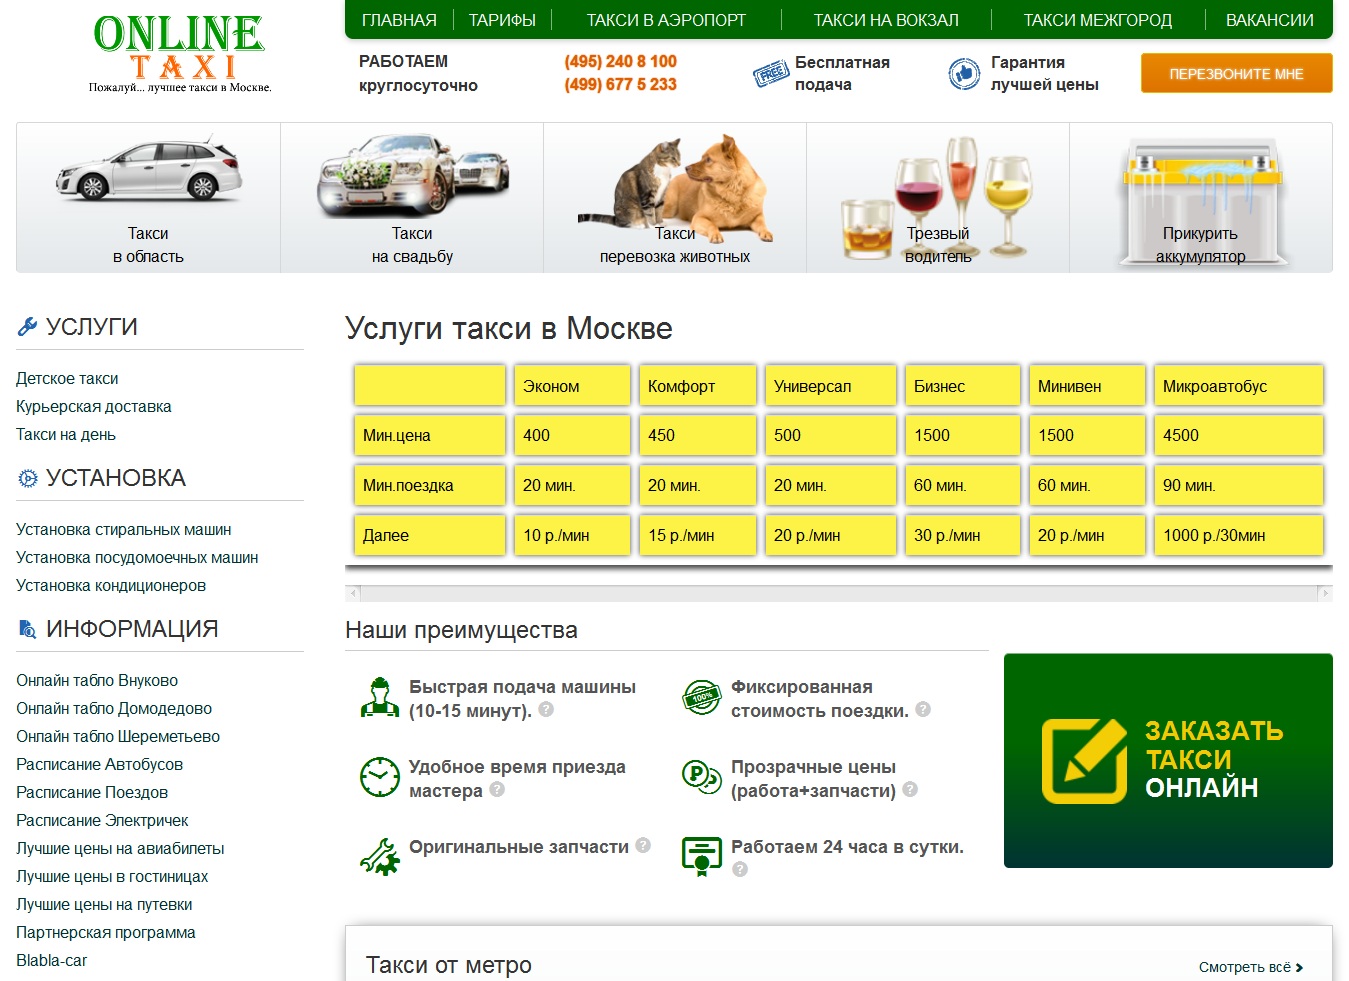 ONLINE
TAXI
Пожалуй... лучшее такси в Москве.
ГЛАВНАЯ ТАРИФЫ ТАКСИ В АЭРОПОРТ ТАКСИ НА ВОКЗАЛ ТАКСИ МЕЖГОРОД ВАКАНСИИ
РАБОТАЕМ
круглосуточно
(495) 240 8 100
(499) 677 5 233
FREE
Бесплатная
подача
Гарантия
лучшей цены
ПЕРЕЗВОНИТЕ МНЕ
Такси
в область
Такси
на свадьбу
Такси
перевозка животных
Трезвый
водитель
Прикурить
аккумулятор
УСЛУГИ
Детское такси
Курьерская доставка
Такси на день
УСТАНОВКА
Установка стиральных машин
Установка посудомоечных машин
Установка кондиционеров
ИНФОРМАЦИЯ
Онлайн табло Внуково
Онлайн табло Домодедово
Онлайн табло Шереметьево
Расписание Автобусов
Расписание Поездов
Расписание Электричек
Лучшие цены на авиабилеты
Лучшие цены в гостиницах
Лучшие цены на путевки
Партнерская программа
Blabla-car
Услуги такси в Москве
Эконом Комфорт Универсал Бизнес Минивен Микроавтобус
Мин.цена 400 450 500 1500 1500 4500
Мин.поездка 20 мин. 20 мин. 20 мин. 60 мин. 60 мин. 90 мин.
Далее 10 р./мин 15 р./мин 20 р./мин 30 р./мин 20 р./мин 1000 р./30мин
Наши преимущества
Быстрая подача машины
(10-15 минут). ?
100%
Фиксированная
стоимость поездки. ?
Удобное время приезда
мастера ?
Прозрачные цены
(работа+запчасти) ?
Оригинальные запчасти ?
Работаем 24 часа в сутки.
?
ЗАКАЗАТЬ
ТАКСИ
ОНЛАЙН
Такси от метро
Смотреть всё